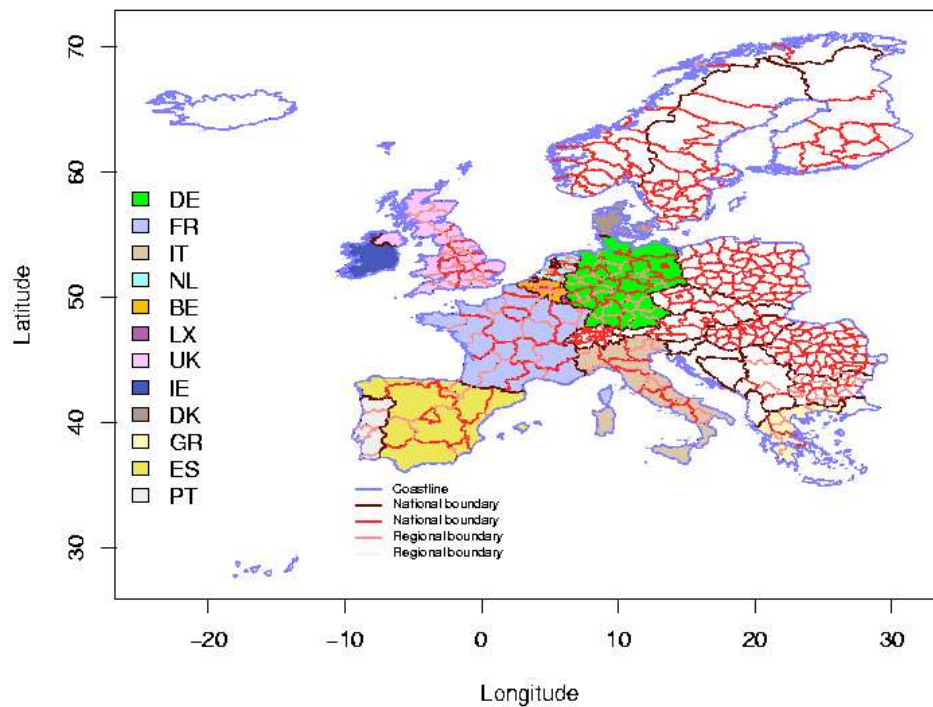 70
60
50
40
30
Latitude
DE
FR
IT
NL
BE
LX
UK
IE
DK
GR
ES
PT
Coastline
National boundary
National boundary
Regional boundary
Regional boundary
−20
−10
0
10
20
30
Longitude